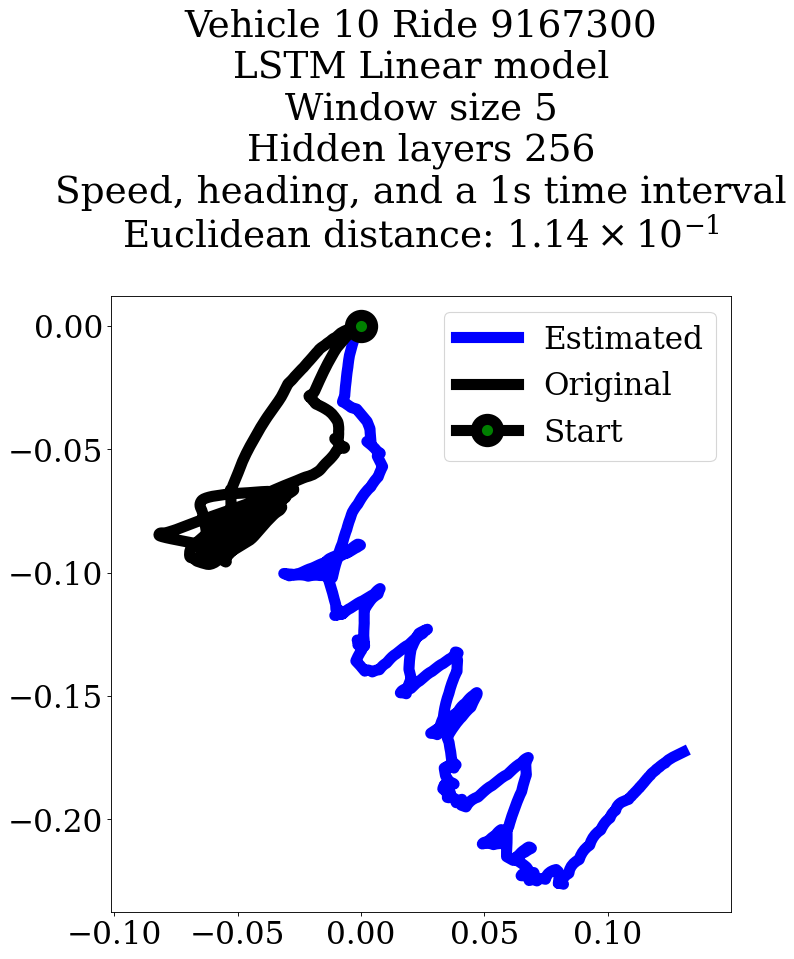 Vehicle 10 Ride 9167300
LSTM Linear model
Window size 5
Hidden layers 256
Speed, heading, and a 1s time interval
Euclidean distance: 1.14 × 10⁻¹
Estimated
Original
Start
0.00
−0.05
−0.10
−0.15
−0.20
−0.10 −0.05 0.00 0.05 0.10